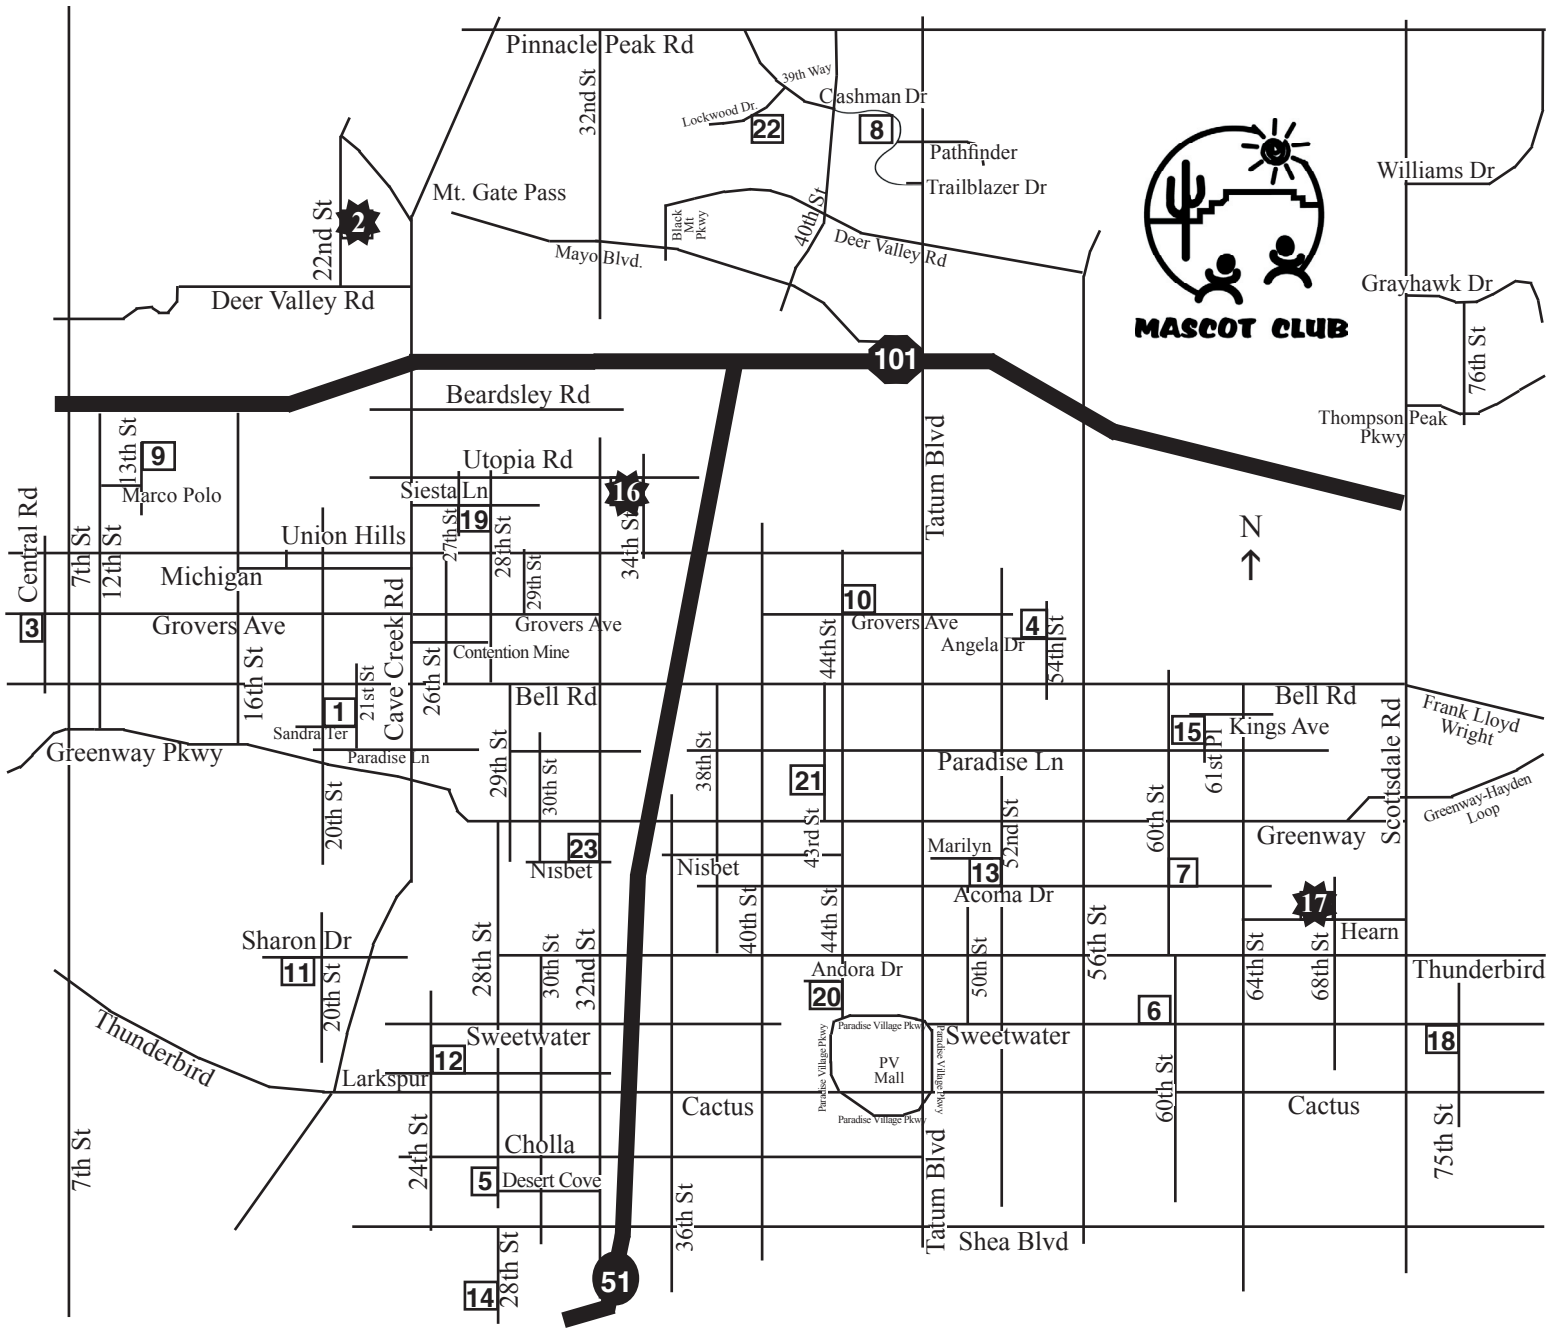 Pinnacle Peak Rd
32nd St
39th Way
Cashman Dr
Lockwood Dr.
22
8
Pathfinder
Trailblazer Dr
Williams Dr
Mt. Gate Pass
22nd St
2
Black
Mt
Pkwy
40th St
Mayo Blvd.
Deer Valley Rd
Deer Valley Rd
Grayhawk Dr
MASCOT CLUB
76th St
101
Beardsley Rd
Thompson Peak
Pkwy
Tatum Blvd
13th St
9
Marco Polo
Utopia Rd
Siesta Ln
16
19
27th St
28th St
34th St
N
Central Rd
7th St
12th St
Union Hills
Michigan
29th St
Cave Creek Rd
3
Grovers Ave
Grovers Ave
10
Grovers Ave
4
Angela Dr
54th St
44th St
Contention Mine
16th St
26th St
21st St
1
Sandra Ter
Bell Rd
Bell Rd
Kings Ave
15
61st Pl
Frank Lloyd
Wright
Scottsdale Rd
Greenway Pkwy
Paradise Ln
Paradise Ln
29th St
30th St
38th St
21
43rd St
20th St
52nd St
60th St
Greenway-Hayden
Loop
Greenway
23
Nisbet
Nisbet
Marilyn
13
7
Acoma Dr
17
Hearn
40th St
44th St
56th St
64th St
68th St
Sharon Dr
11
20th St
28th St
30th St
32nd St
50th St
Andora Dr
20
Thunderbird
Thunderbird
6
18
Sweetwater
Sweetwater
12
Larkspur
Paradise Village Pkwy
Paradise Village Pkwy
Paradise Village Pkwy
Paradise Village Pkwy
PV
Mall
Cactus
Cactus
60th St
75th St
7th St
24th St
Cholla
5
Desert Cove
36th St
Tatum Blvd
Shea Blvd
28th St
14
51